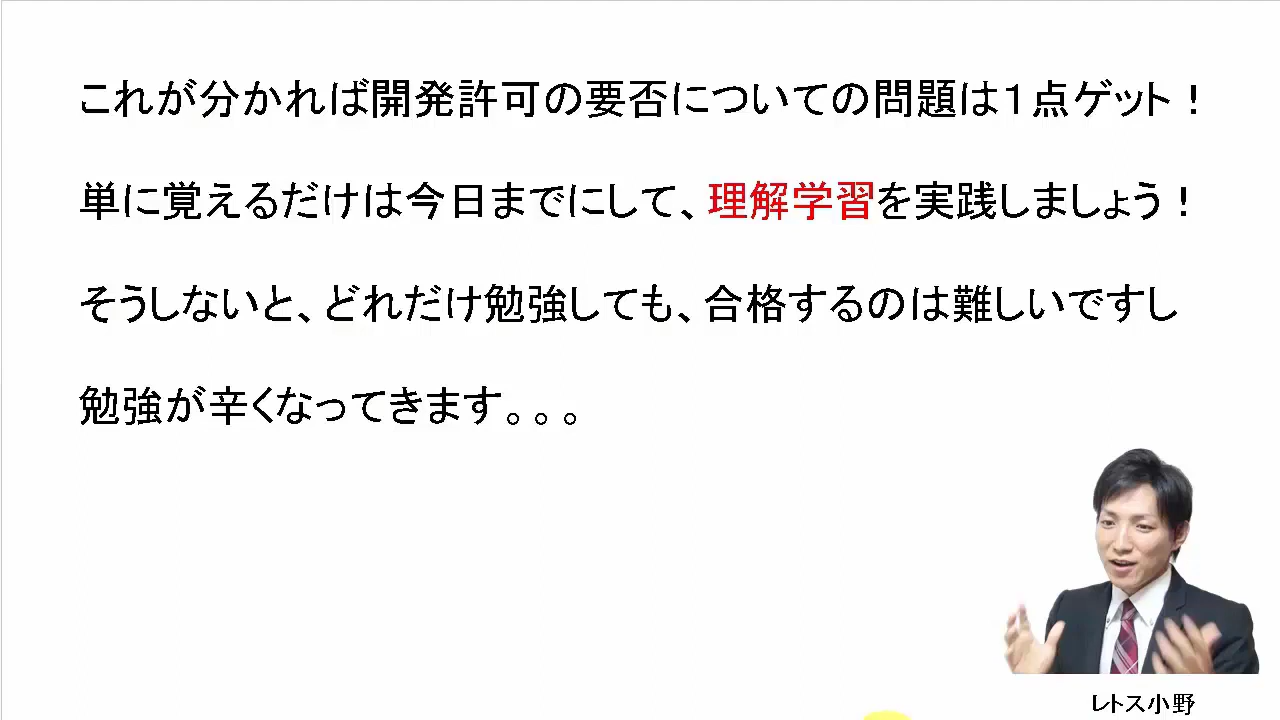 これが分かれば開発許可の要否についての問題は１点ゲット！
単に覚えるだけは今日までにして、理解学習を実践しましょう！
そうしないと、どれだけ勉強しても、合格するのは難しいですし
勉強が辛くなってきます。。。
レトス小野